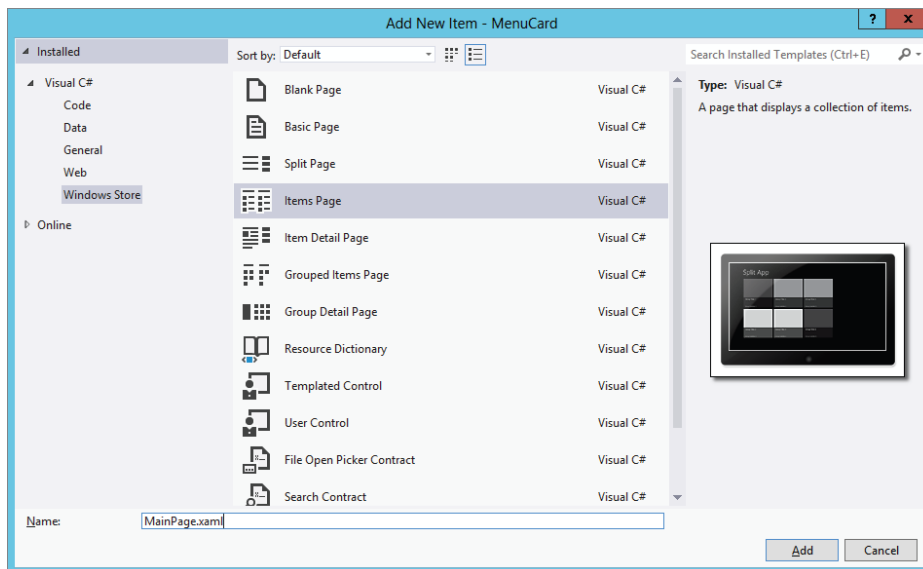 Add New Item - MenuCard
? x
Installed
Sort by: Default
Search Installed Templates (Ctrl+E)
Visual C#
Code
Data
General
Web
Windows Store
Online
Blank Page Visual C#
Basic Page Visual C#
Split Page Visual C#
Items Page Visual C#
Item Detail Page Visual C#
Grouped Items Page Visual C#
Group Detail Page Visual C#
Resource Dictionary Visual C#
Templated Control Visual C#
User Control Visual C#
File Open Picker Contract Visual C#
Search Contract Visual C#
Type: Visual C#
A page that displays a collection of items.
Split App
Name: MainPage.xaml
Add Cancel